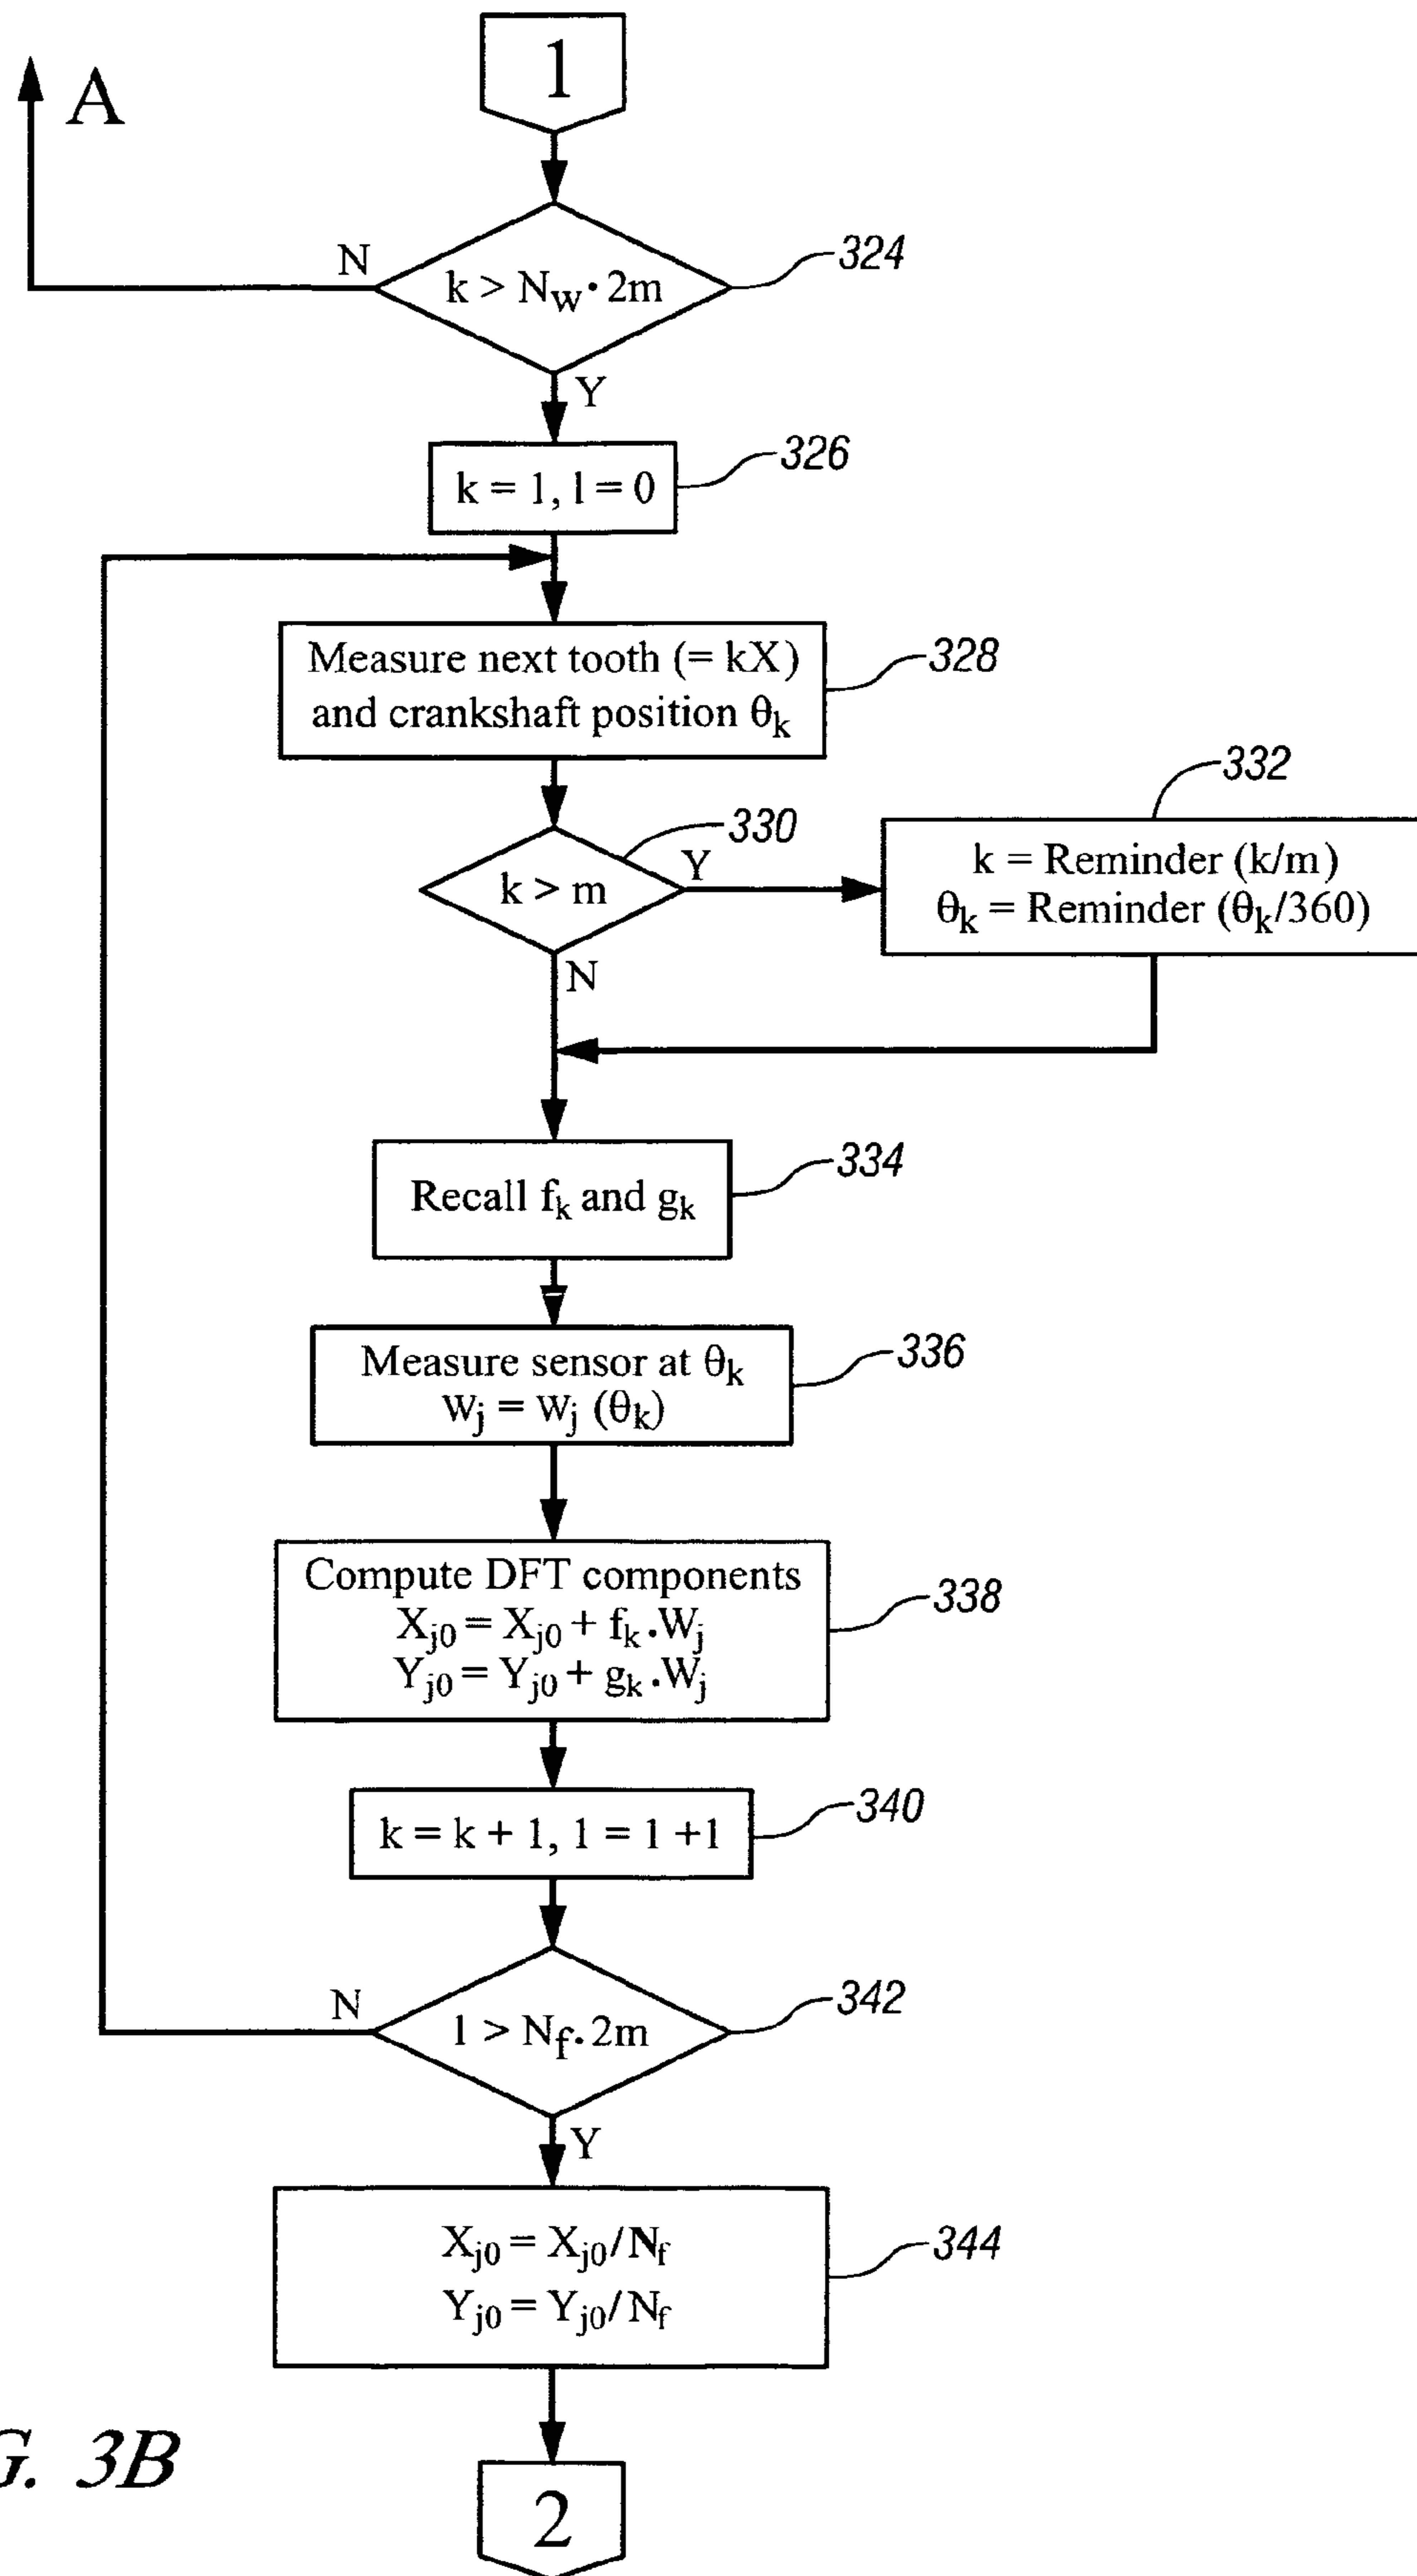 1
A
N
k > N_w · 2m
324
Y
k = 1, l = 0
326
Measure next tooth (= kX)
and crankshaft position θ_k
328
330
k > m
Y
N
332
k = Reminder (k/m)
θ_k = Reminder (θ_k/360)
Recall f_k and g_k
334
Measure sensor at θ_k
w_j = w_j (θ_k)
336
Compute DFT components
X_j0 = X_j0 + f_k . W_j
Y_j0 = Y_j0 + g_k . W_j
338
k = k + 1, l = l +1
340
N
l > N_f . 2m
342
Y
X_j0 = X_j0 / N_f
Y_j0 = Y_j0 / N_f
344
G. 3B
2